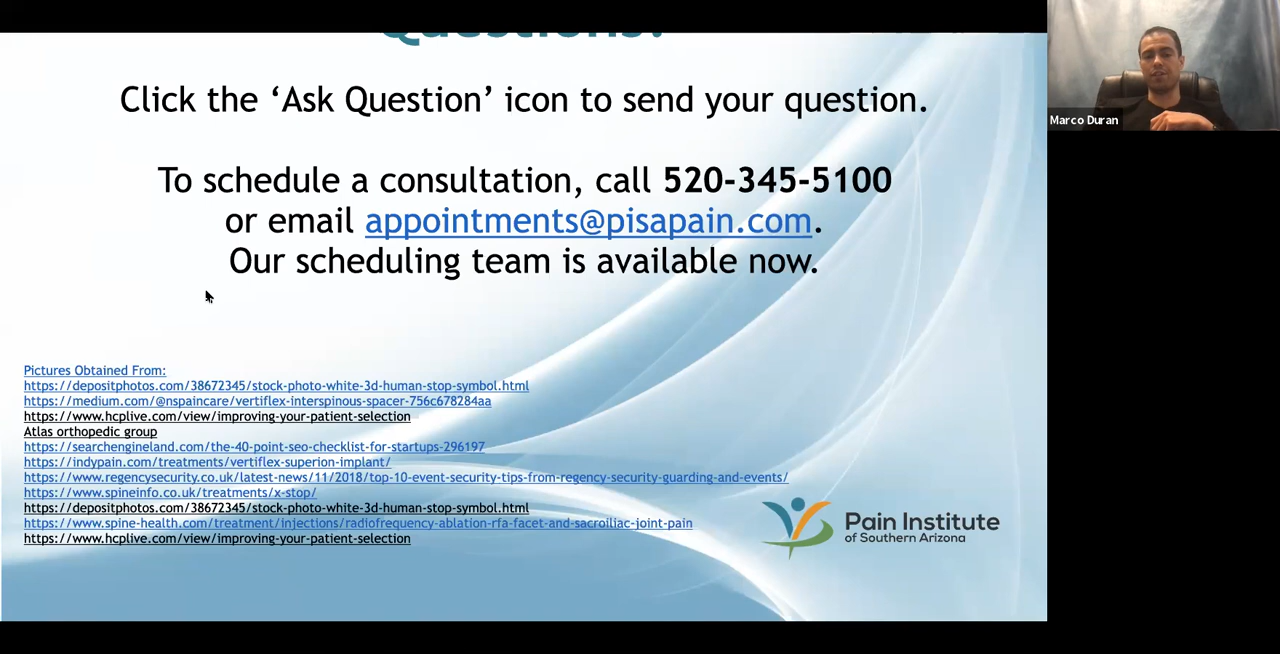 Questions?
Click the ‘Ask Question’ icon to send your question.
To schedule a consultation, call 520-345-5100
or email appointments@pisapain.com.
Our scheduling team is available now.
Pictures Obtained From:
https://depositphotos.com/38672345/stock-photo-white-3d-human-stop-symbol.html
https://medium.com/@nspaincare/vertiflex-interspinous-spacer-756c678284aa
https://www.hcplive.com/view/improving-your-patient-selection
Atlas orthopedic group
https://searchengineland.com/the-40-point-seo-checklist-for-startups-296197
https://indypain.com/treatments/vertiflex-superion-implant/
https://www.regencysecurity.co.uk/latest-news/11/2018/top-10-event-security-tips-from-regency-security-guarding-and-events/
https://www.spineinfo.co.uk/treatments/x-stop/
https://depositphotos.com/38672345/stock-photo-white-3d-human-stop-symbol.html
https://www.spine-health.com/treatment/injections/radiofrequency-ablation-rfa-facet-and-sacroiliac-joint-pain
https://www.hcplive.com/view/improving-your-patient-selection
Pain Institute
of Southern Arizona
Marco Duran